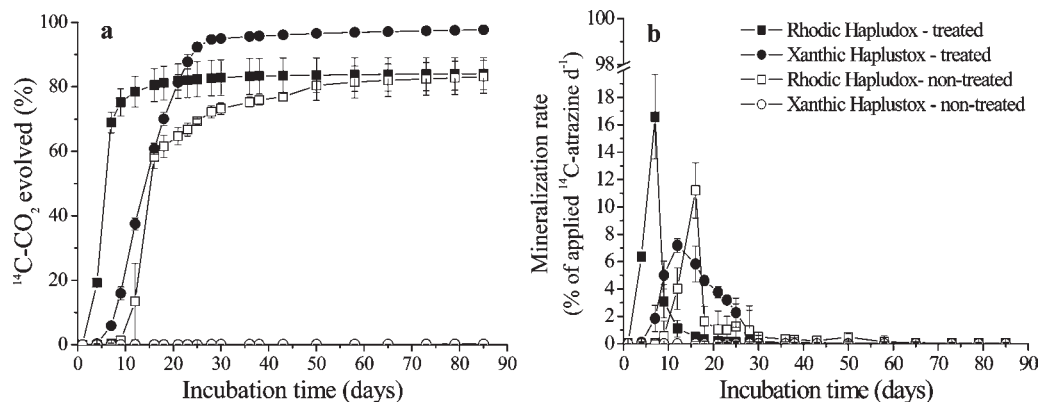 a
100
80
60
40
20
0
¹⁴C-CO₂ evolved (%)
0 10 20 30 40 50 60 70 80 90
Incubation time (days)
b
Rhodic Hapludox - treated
Xanthic Haplustox - treated
Rhodic Hapludox- non-treated
Xanthic Haplustox - non-treated
100
98
16
14
12
10
8
6
4
2
0
Mineralization rate
(% of applied ¹⁴C-atrazine d⁻¹)
0 10 20 30 40 50 60 70 80 90
Incubation time (days)